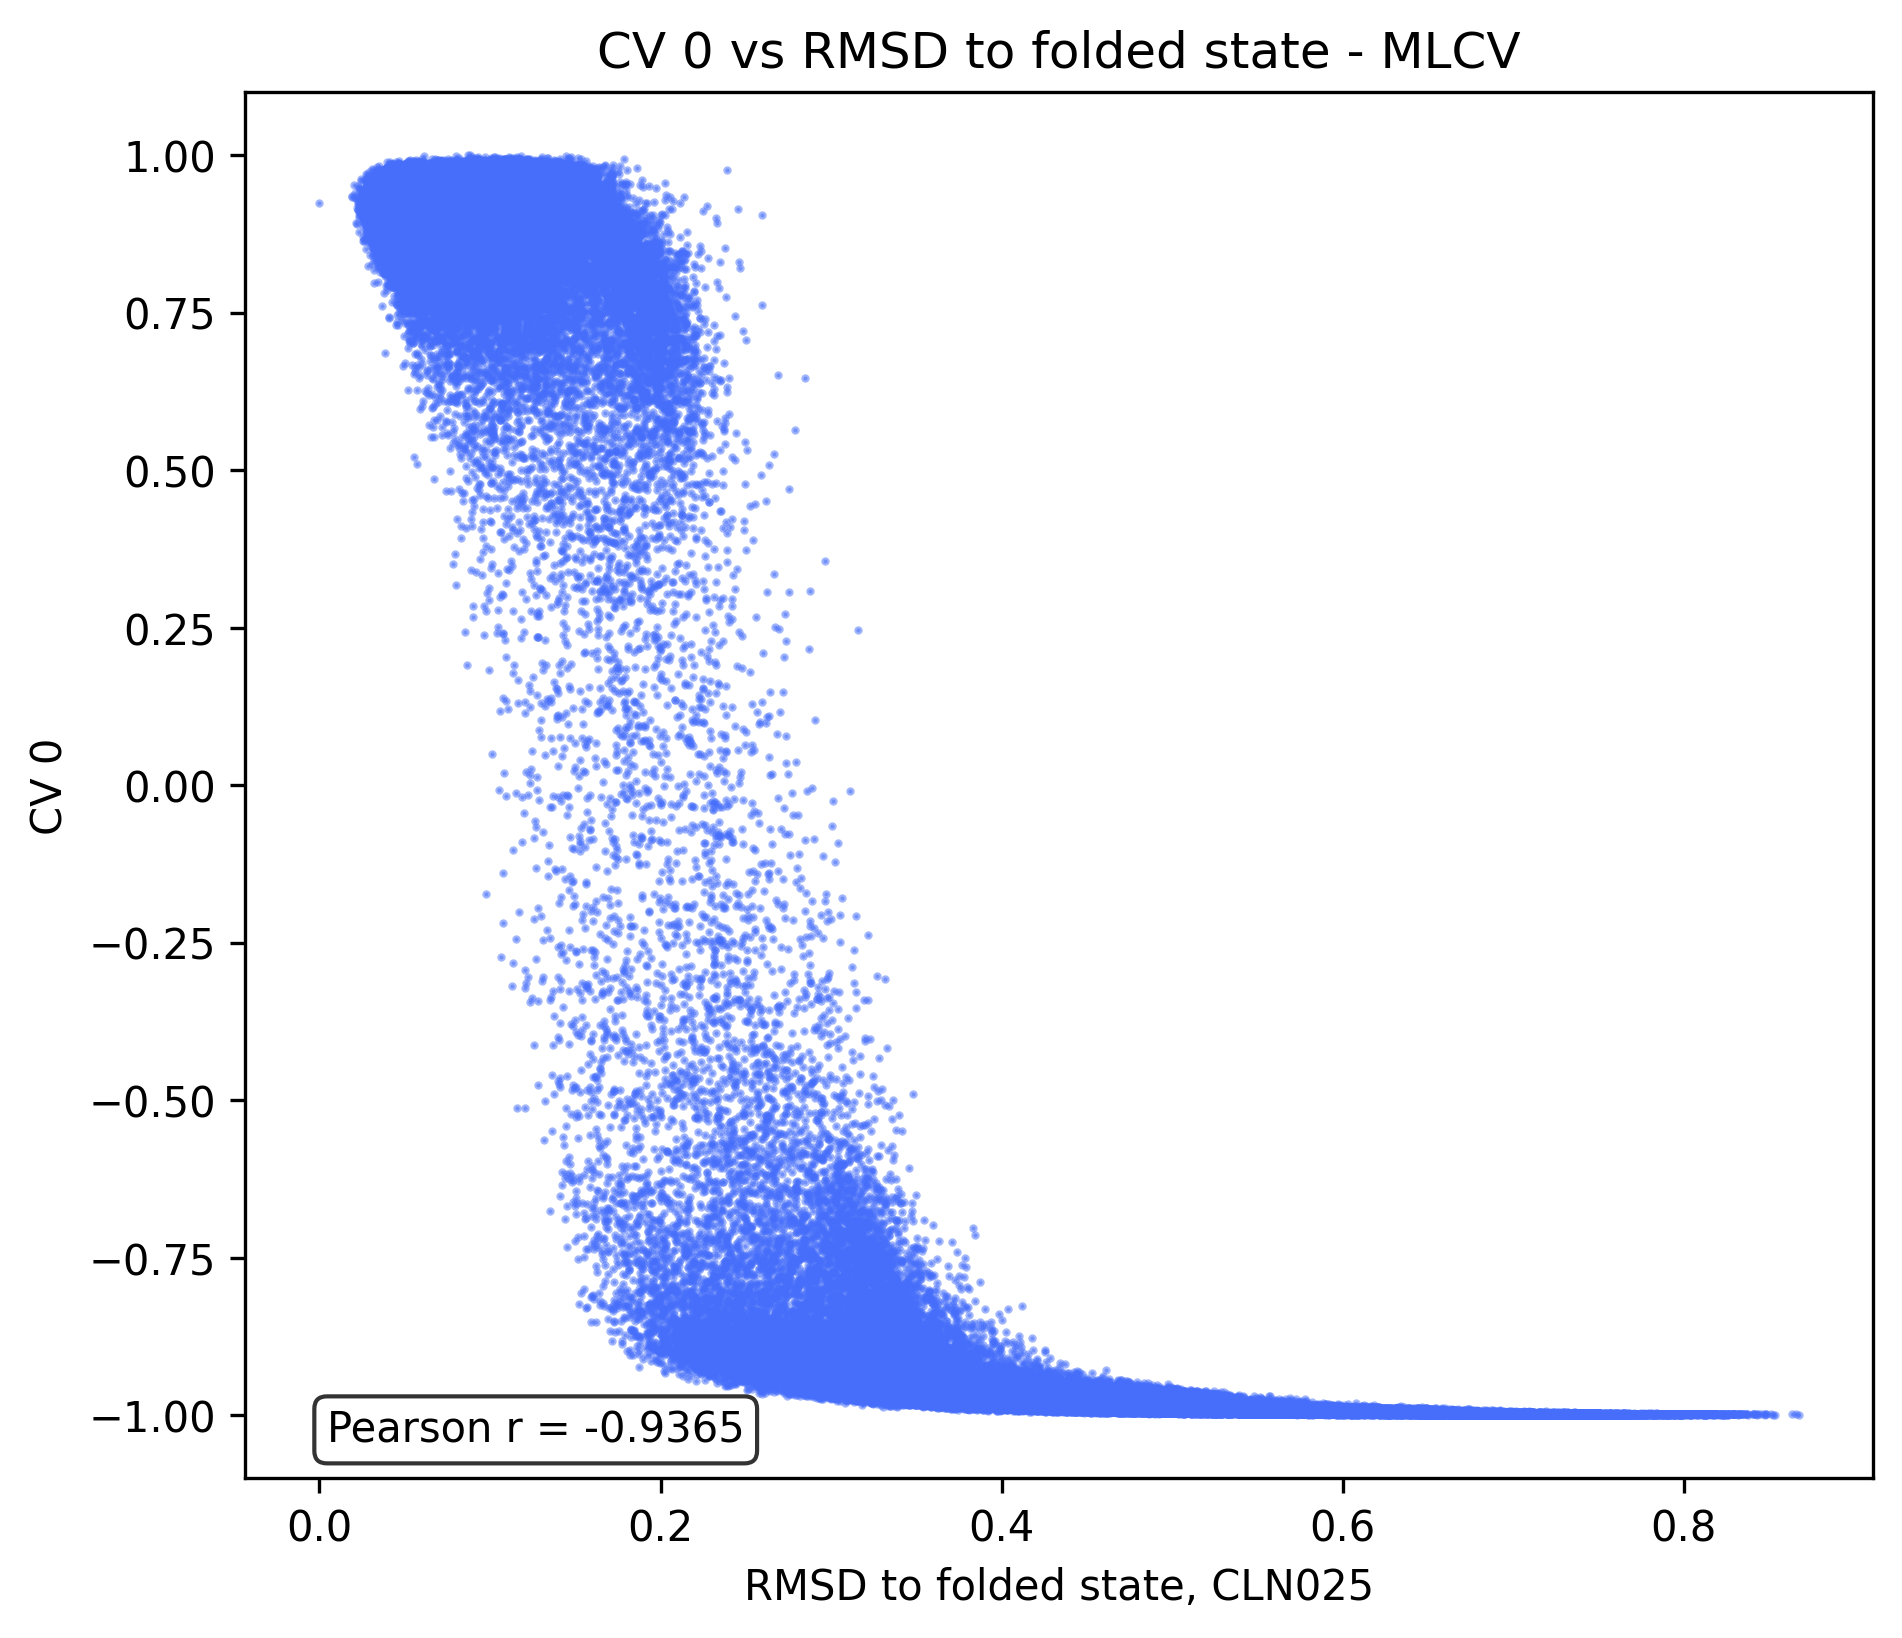 CV 0 vs RMSD to folded state - MLCV
CV 0
1.00
0.75
0.50
0.25
0.00
−0.25
−0.50
−0.75
−1.00
Pearson r = -0.9365
0.0 0.2 0.4 0.6 0.8
RMSD to folded state, CLN025